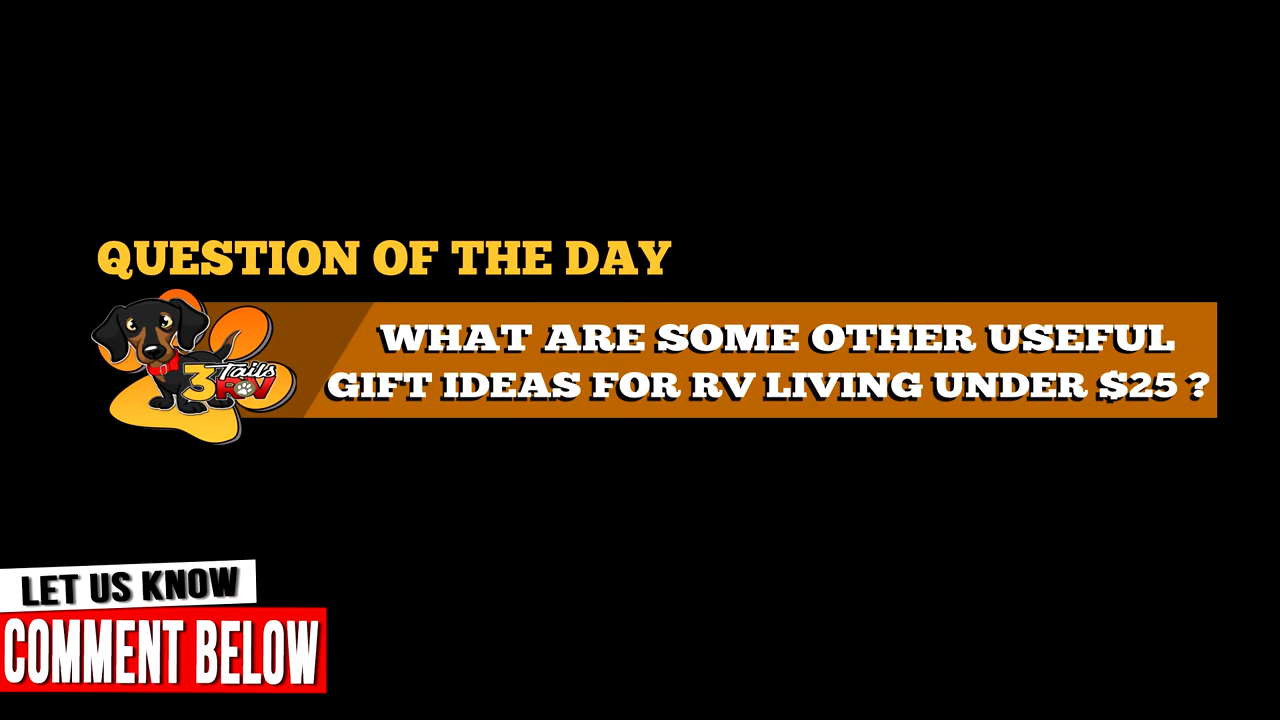 QUESTION OF THE DAY
WHAT ARE SOME OTHER USEFUL
GIFT IDEAS FOR RV LIVING UNDER $25 ?
3 Tails
RV
LET US KNOW
COMMENT BELOW